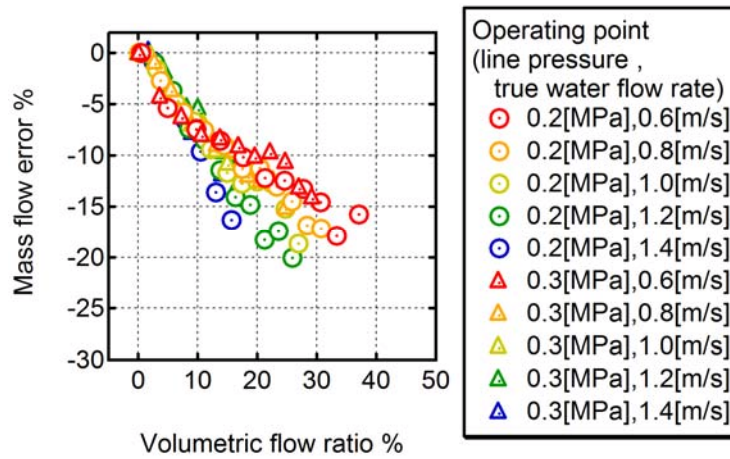 Mass flow error %
0
-5
-10
-15
-20
-25
-30
0 10 20 30 40 50
Volumetric flow ratio %
Operating point
(line pressure ,
true water flow rate)
0.2[MPa],0.6[m/s]
0.2[MPa],0.8[m/s]
0.2[MPa],1.0[m/s]
0.2[MPa],1.2[m/s]
0.2[MPa],1.4[m/s]
0.3[MPa],0.6[m/s]
0.3[MPa],0.8[m/s]
0.3[MPa],1.0[m/s]
0.3[MPa],1.2[m/s]
0.3[MPa],1.4[m/s]